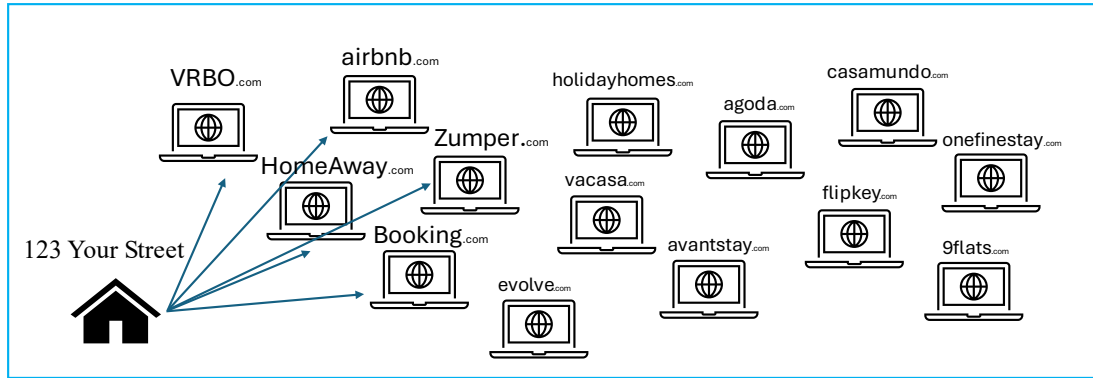 airbnb.com
VRBO.com
holidayhomes.com
casamundo.com
agoda.com
Zumper.com
onefinestay.com
HomeAway.com
vacasa.com
flipkey.com
Booking.com
123 Your Street
avantstay.com
9flats.com
evolve.com